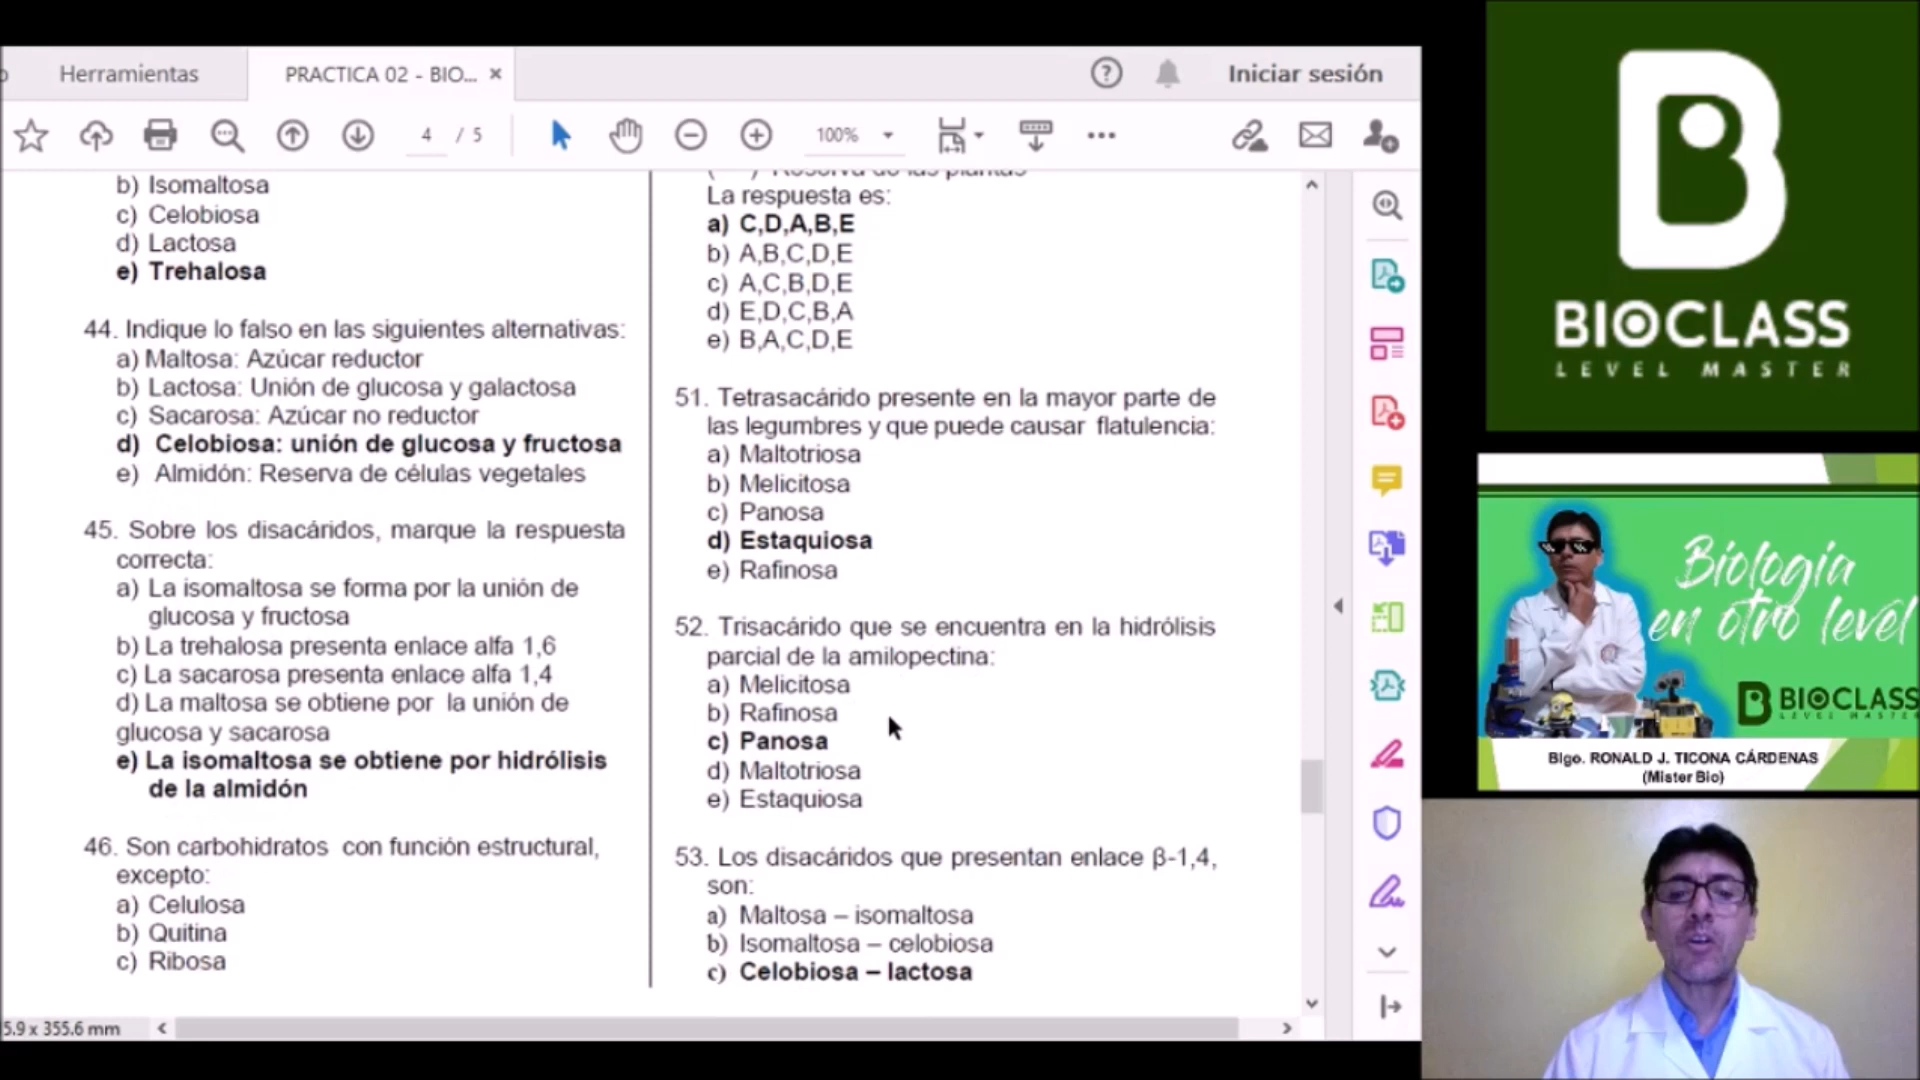 Herramientas
PRACTICA 02 - BIO...
Iniciar sesión
4 / 5
100%
b) Isomaltosa
c) Celobiosa
d) Lactosa
e) Trehalosa
44. Indique lo falso en las siguientes alternativas:
a) Maltosa: Azúcar reductor
b) Lactosa: Unión de glucosa y galactosa
c) Sacarosa: Azúcar no reductor
d) Celobiosa: unión de glucosa y fructosa
e) Almidón: Reserva de células vegetales
45. Sobre los disacáridos, marque la respuesta
correcta:
a) La isomaltosa se forma por la unión de
glucosa y fructosa
b) La trehalosa presenta enlace alfa 1,6
c) La sacarosa presenta enlace alfa 1,4
d) La maltosa se obtiene por la unión de
glucosa y sacarosa
e) La isomaltosa se obtiene por hidrólisis
de la almidón
46. Son carbohidratos con función estructural,
excepto:
a) Celulosa
b) Quitina
c) Ribosa
( ) Reserva de las plantas
La respuesta es:
a) C,D,A,B,E
b) A,B,C,D,E
c) A,C,B,D,E
d) E,D,C,B,A
e) B,A,C,D,E
51. Tetrasacárido presente en la mayor parte de
las legumbres y que puede causar flatulencia:
a) Maltotriosa
b) Melicitosa
c) Panosa
d) Estaquiosa
e) Rafinosa
52. Trisacárido que se encuentra en la hidrólisis
parcial de la amilopectina:
a) Melicitosa
b) Rafinosa
c) Panosa
d) Maltotriosa
e) Estaquiosa
53. Los disacáridos que presentan enlace β-1,4,
son:
a) Maltosa – isomaltosa
b) Isomaltosa – celobiosa
c) Celobiosa – lactosa
5.9 x 355.6 mm
BIOCLASS
LEVEL MASTER
Biología
en otro level
BIOCLASS
LEVEL MASTER
Blgo. RONALD J. TICONA CÁRDENAS
(Mister Bio)